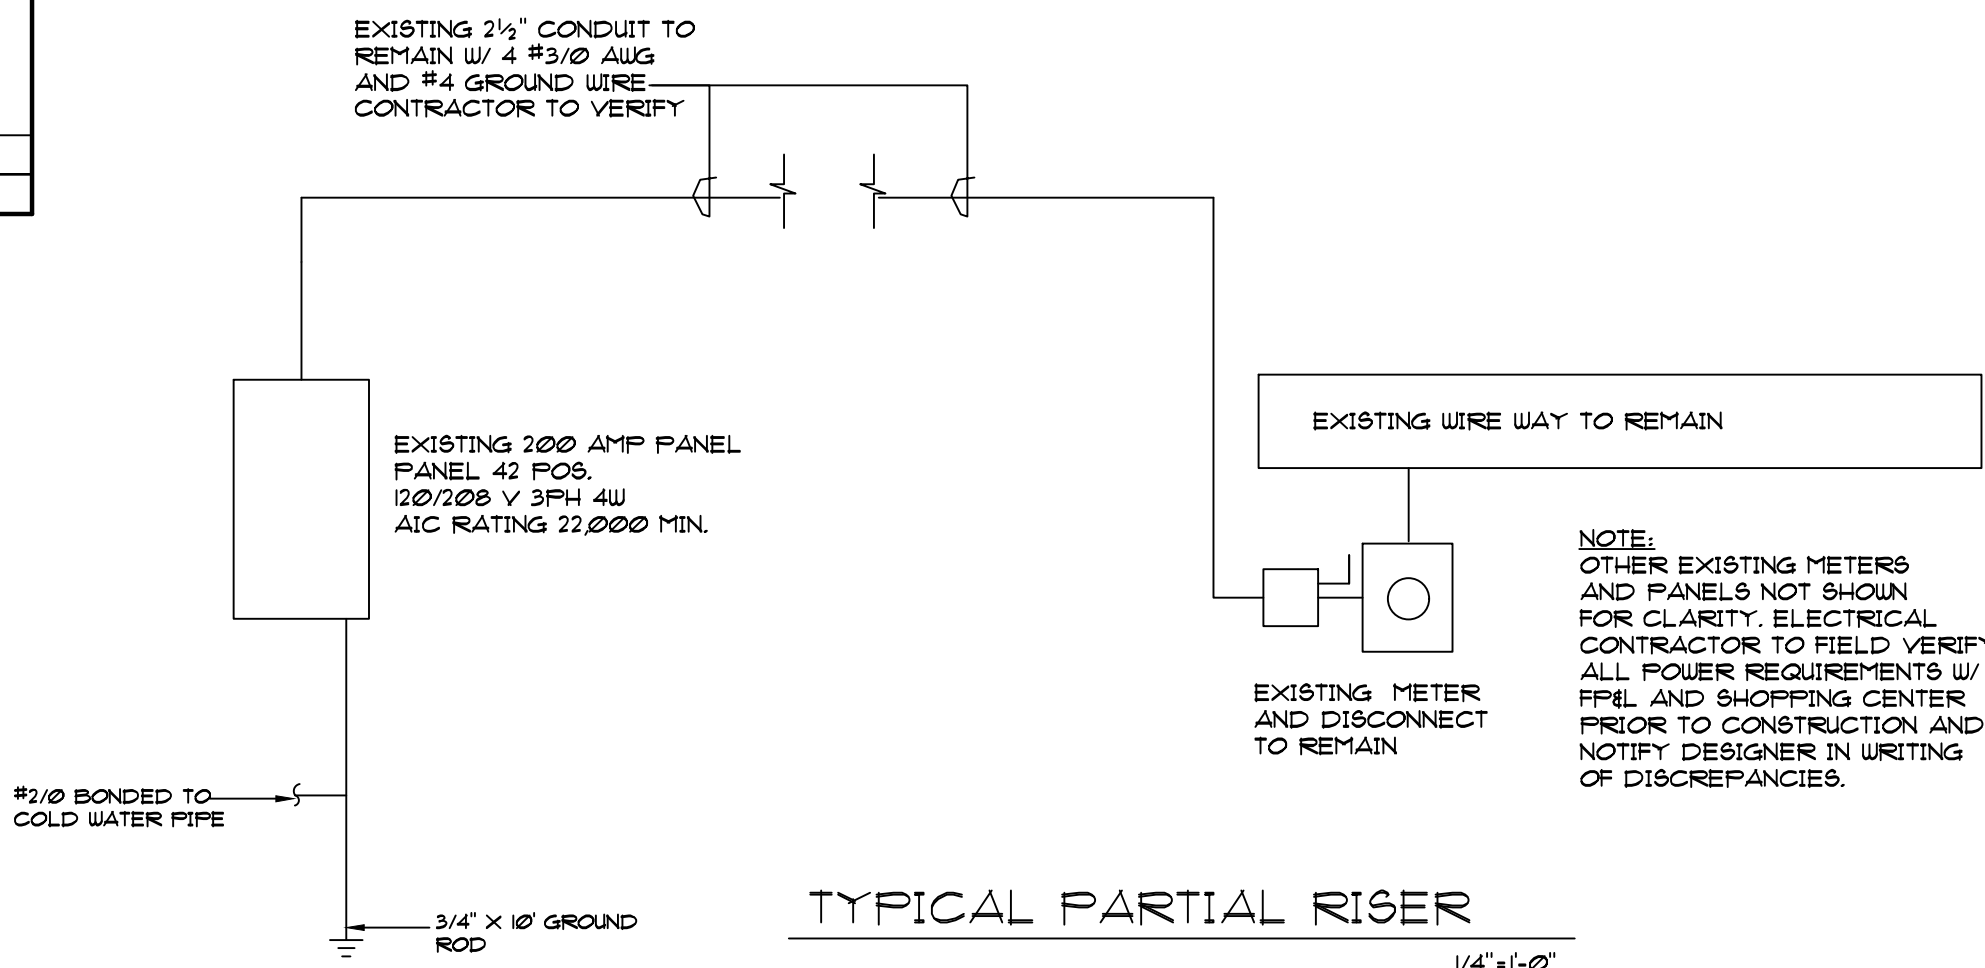 EXISTING 2½" CONDUIT TO
REMAIN W/ 4 #3/0 AWG
AND #4 GROUND WIRE
CONTRACTOR TO VERIFY
EXISTING WIRE WAY TO REMAIN
EXISTING 200 AMP PANEL
PANEL 42 POS.
120/208 V 3PH 4W
AIC RATING 22,000 MIN.
NOTE:
OTHER EXISTING METERS
AND PANELS NOT SHOWN
FOR CLARITY. ELECTRICAL
CONTRACTOR TO FIELD VERIFY
ALL POWER REQUIREMENTS W/
FP&L AND SHOPPING CENTER
PRIOR TO CONSTRUCTION AND
NOTIFY DESIGNER IN WRITING
OF DISCREPANCIES.
EXISTING METER
AND DISCONNECT
TO REMAIN
#2/0 BONDED TO
COLD WATER PIPE
3/4" X 10' GROUND
ROD
TYPICAL PARTIAL RISER
1/4"=1'-0"